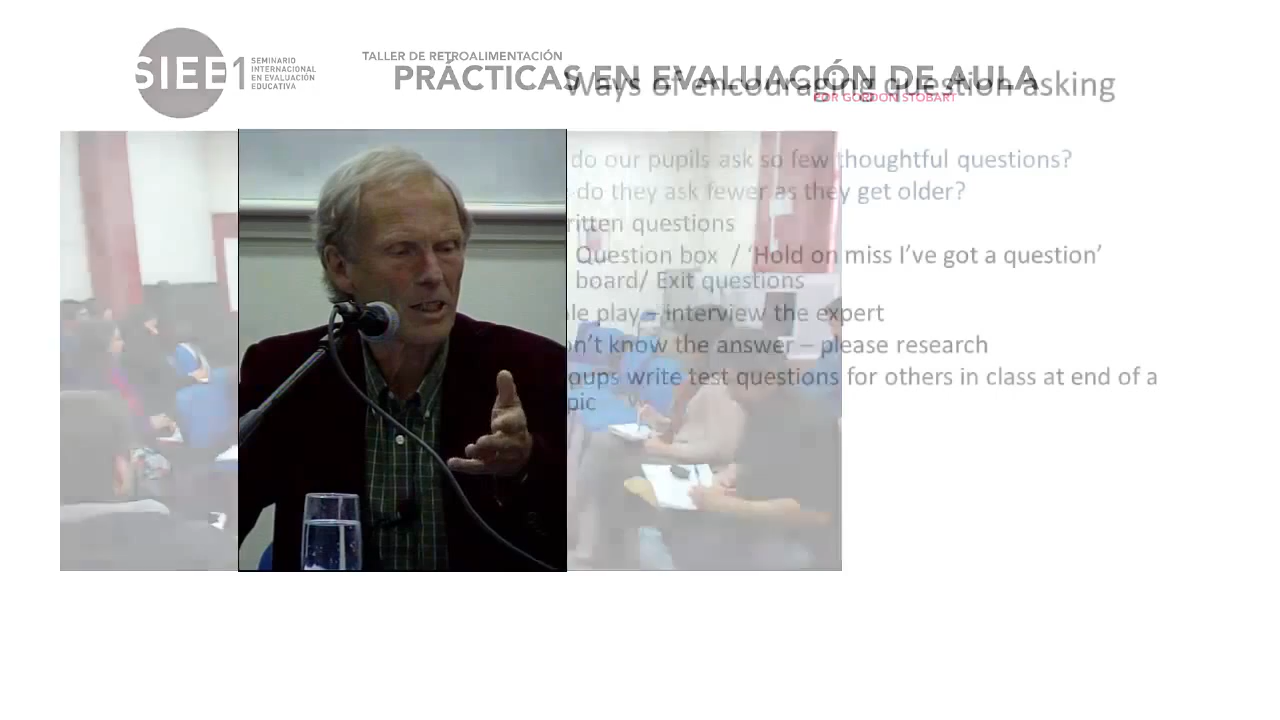 SIEE1
SEMINARIO
INTERNACIONAL
EN EVALUACIÓN
EDUCATIVA
TALLER DE RETROALIMENTACIÓN
PRÁCTICAS EN EVALUACIÓN DE AULA
POR GORDON STOBART
Ways of encouraging question asking
do our pupils ask so few thoughtful questions?
do they ask fewer as they get older?
ritten questions
Question box / ‘Hold on miss I’ve got a question’
board/ Exit questions
le play – interview the expert
on’t know the answer – please research
oups write test questions for others in class at end of a
pic